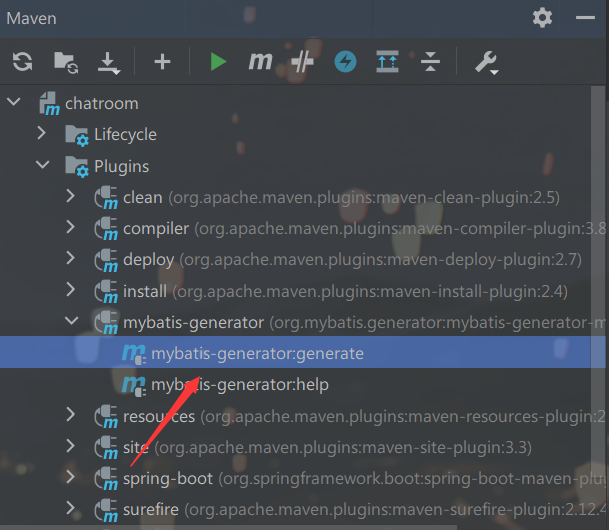 Maven
chatroom
Lifecycle
Plugins
clean (org.apache.maven.plugins:maven-clean-plugin:2.5)
compiler (org.apache.maven.plugins:maven-compiler-plugin:3.8
deploy (org.apache.maven.plugins:maven-deploy-plugin:2.7)
install (org.apache.maven.plugins:maven-install-plugin:2.4)
mybatis-generator (org.mybatis.generator:mybatis-generator-m
mybatis-generator:generate
mybatis-generator:help
resources (org.apache.maven.plugins:maven-resources-plugin:2
site (org.apache.maven.plugins:maven-site-plugin:3.3)
spring-boot (org.springframework.boot:spring-boot-maven-plu
surefire (org.apache.maven.plugins:maven-surefire-plugin:2.12.4